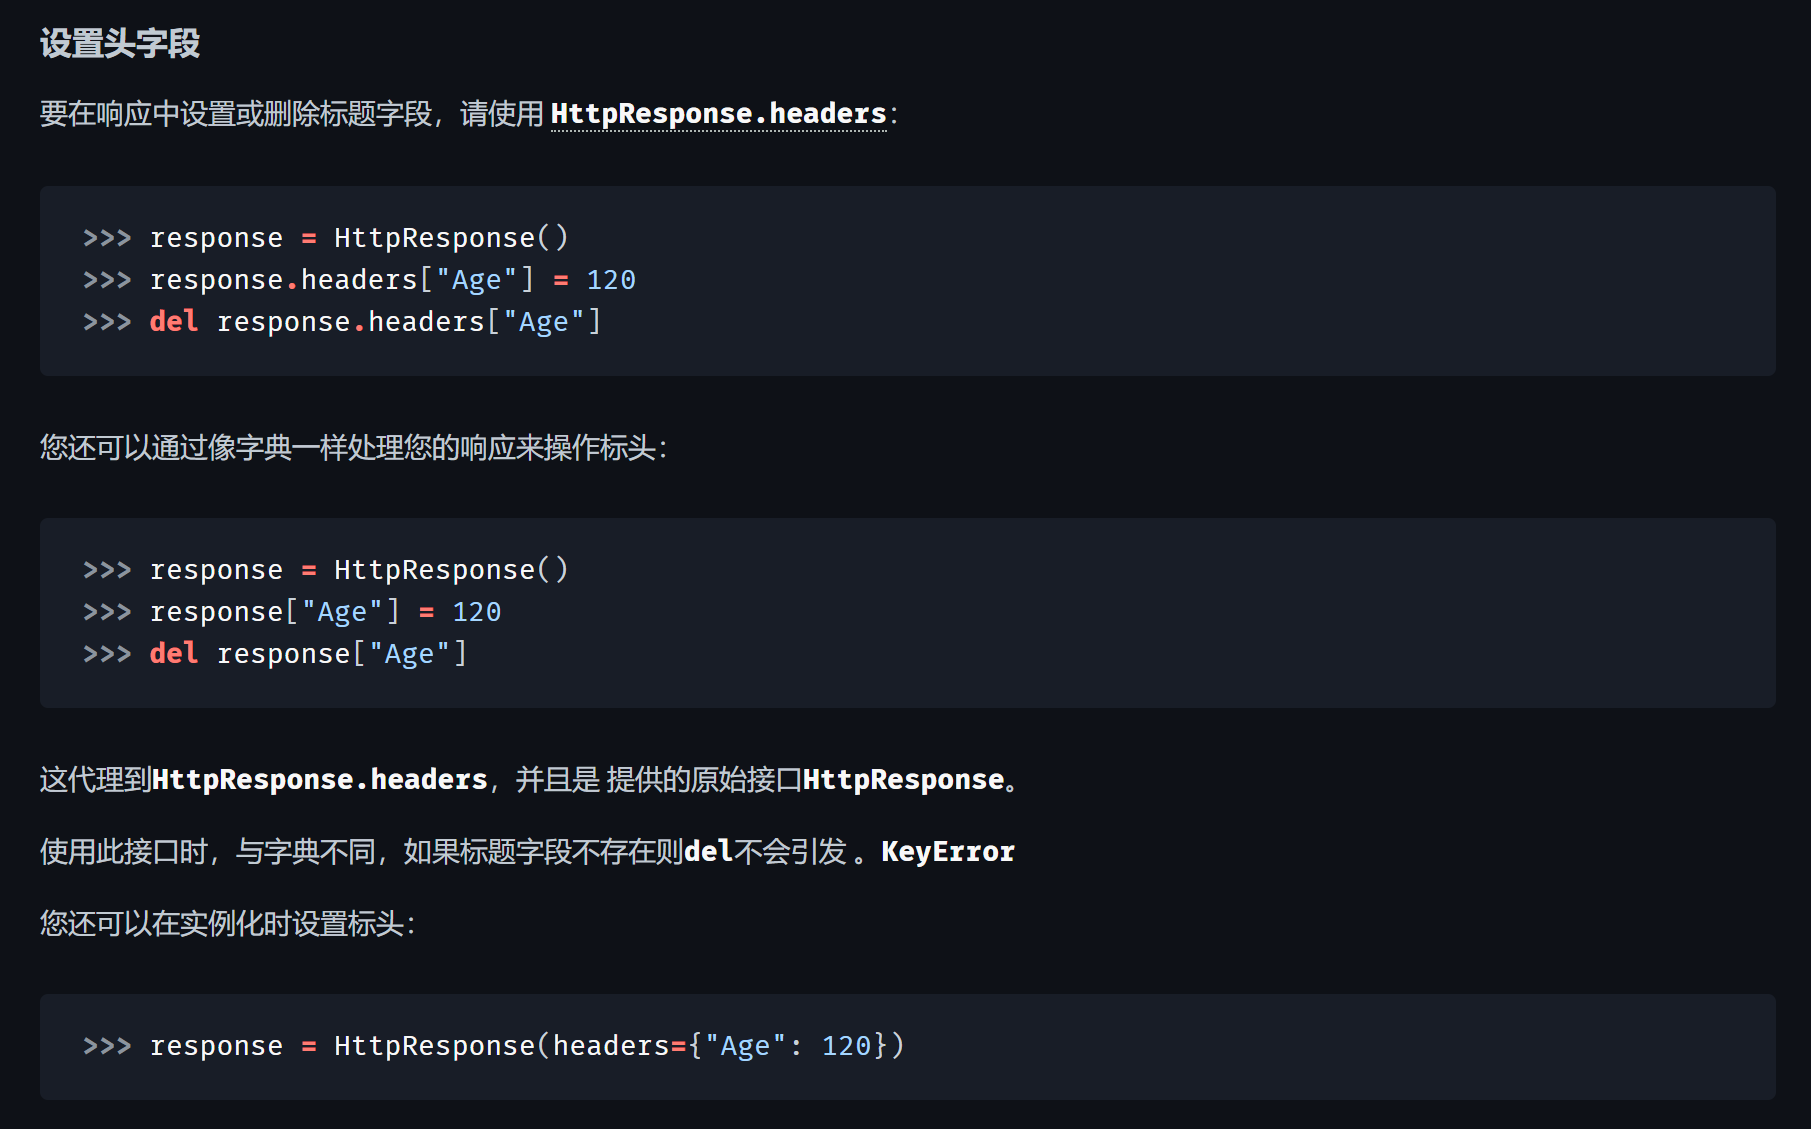 设置头字段
要在响应中设置或删除标题字段，请使用 HttpResponse.headers：
>>> response = HttpResponse()
>>> response.headers["Age"] = 120
>>> del response.headers["Age"]
您还可以通过像字典一样处理您的响应来操作标头：
>>> response = HttpResponse()
>>> response["Age"] = 120
>>> del response["Age"]
这代理到HttpResponse.headers，并且是 提供的原始接口HttpResponse。
使用此接口时，与字典不同，如果标题字段不存在则del不会引发 。KeyError
您还可以在实例化时设置标头：
>>> response = HttpResponse(headers={"Age": 120})